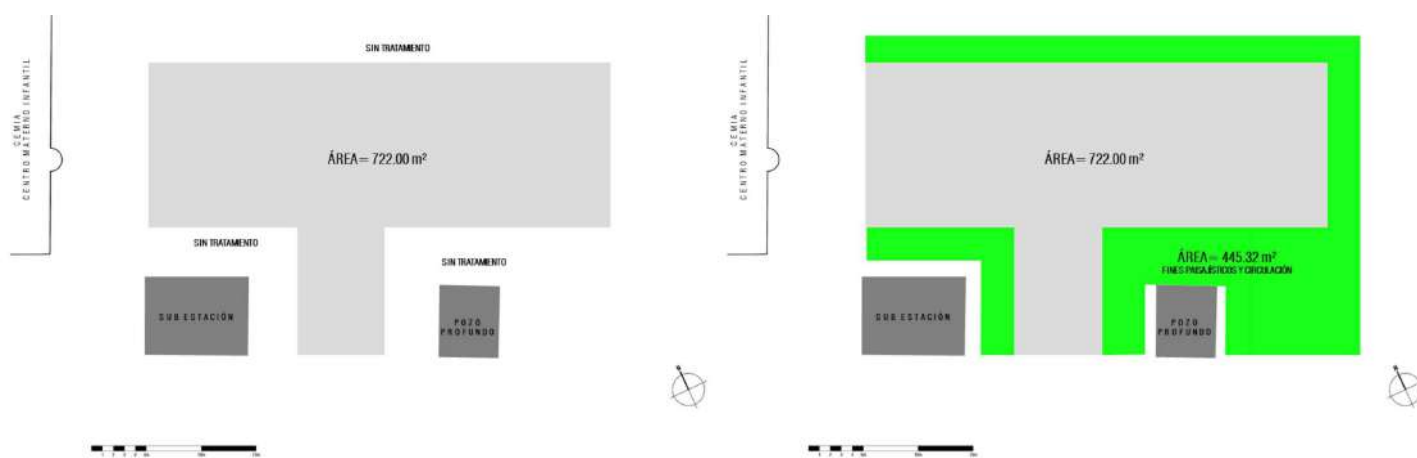 CEMIA
CENTRO MATERNO INFANTIL
SIN TRATAMIENTO
ÁREA= 722.00 m²
SIN TRATAMIENTO
SIN TRATAMIENTO
SUB ESTACIÓN
POZO
PROFUNDO
CEMIA
CENTRO MATERNO INFANTIL
ÁREA= 722.00 m²
ÁREA= 445.32 m²
FINES PAISAJÍSTICOS Y CIRCULACIÓN
SUB ESTACIÓN
POZO
PROFUNDO